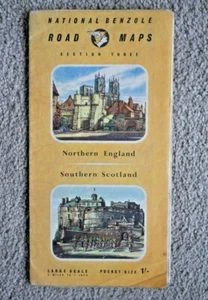 NATIONAL BENZOLE
ROAD MAPS
SECTION THREE
Northern England
Southern Scotland
LARGE SCALE POCKET SIZE 1/-